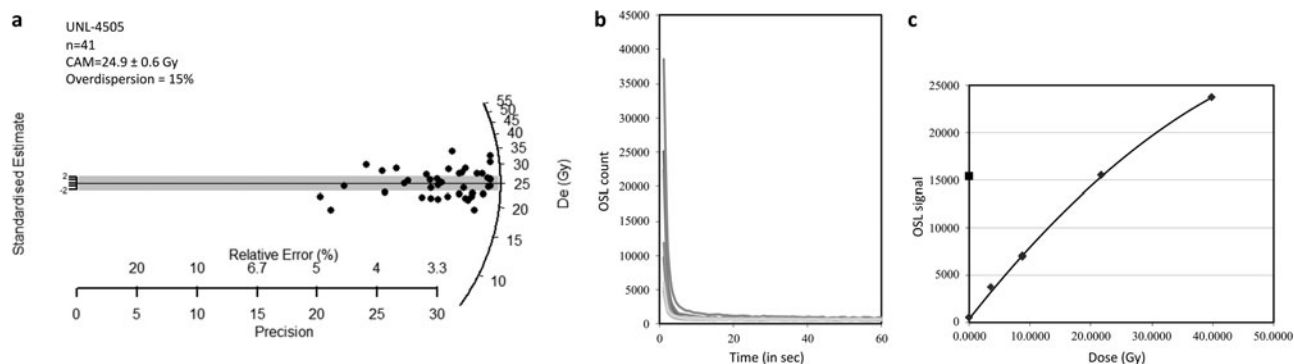 a
UNL-4505
n=41
CAM=24.9 ± 0.6 Gy
Overdispersion = 15%
Standardised Estimate
2
-2
55
50
45
40
35
30
25
20
15
10
De (Gy)
Relative Error (%)
20 10 6.7 5 4 3.3
0 5 10 15 20 25 30
Precision
b
45000
40000
35000
30000
25000
20000
15000
10000
5000
0
OSL count
0 20 40 60
Time (in sec)
c
25000
20000
15000
10000
5000
0
OSL signal
0.0000 10.0000 20.0000 30.0000 40.0000 50.0000
Dose (Gy)